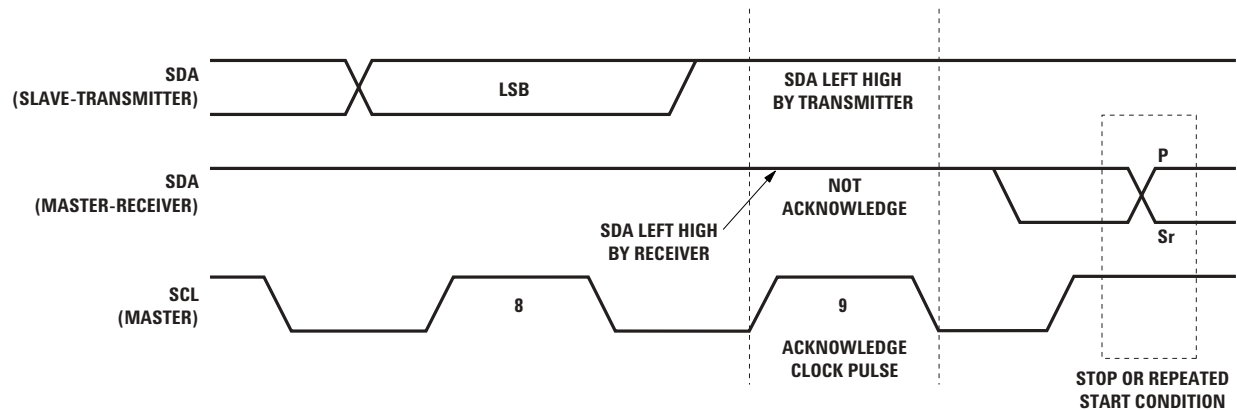 SDA
(SLAVE-TRANSMITTER)
LSB
SDA LEFT HIGH
BY TRANSMITTER
SDA
(MASTER-RECEIVER)
P
NOT
ACKNOWLEDGE
SDA LEFT HIGH
BY RECEIVER
Sr
SCL
(MASTER)
8
9
ACKNOWLEDGE
CLOCK PULSE
STOP OR REPEATED
START CONDITION